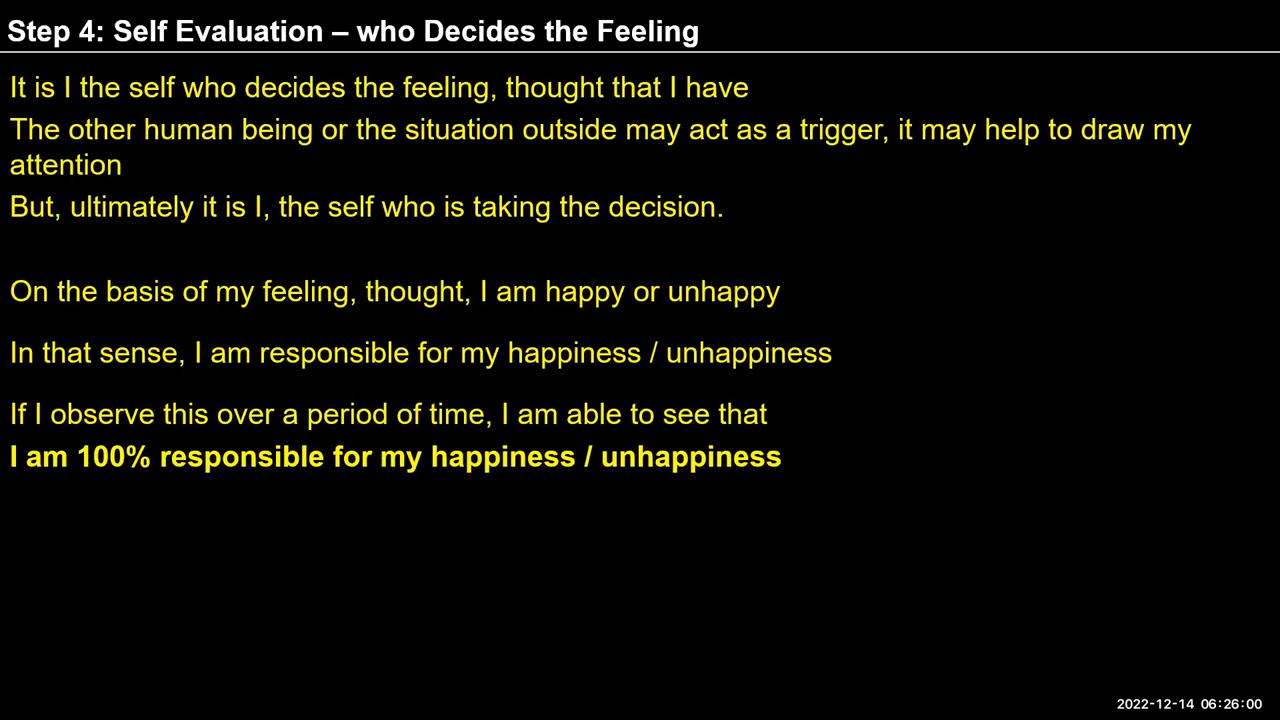 Step 4: Self Evaluation – who Decides the Feeling
It is I the self who decides the feeling, thought that I have
The other human being or the situation outside may act as a trigger, it may help to draw my
attention
But, ultimately it is I, the self who is taking the decision.
On the basis of my feeling, thought, I am happy or unhappy
In that sense, I am responsible for my happiness / unhappiness
If I observe this over a period of time, I am able to see that
I am 100% responsible for my happiness / unhappiness
2022-12-14 06:26:00